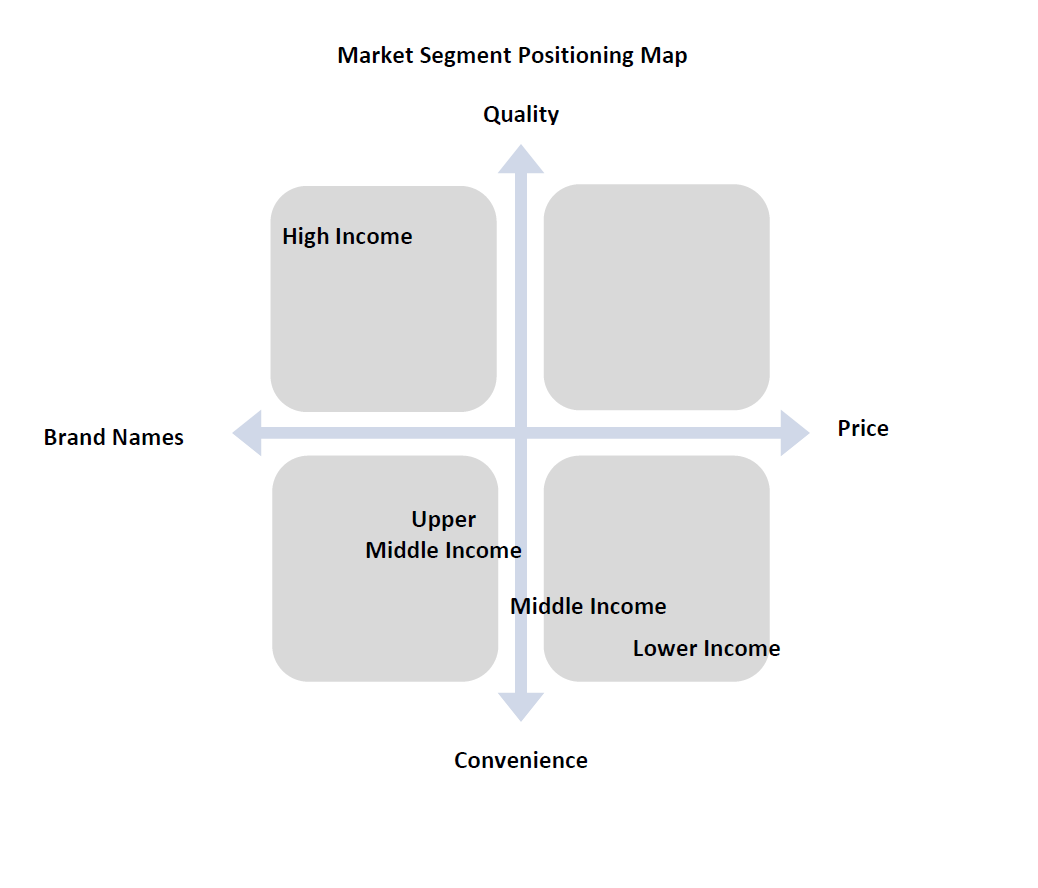 Market Segment Positioning Map
Quality
High Income
Brand Names
Price
Upper
Middle Income
Middle Income
Lower Income
Convenience